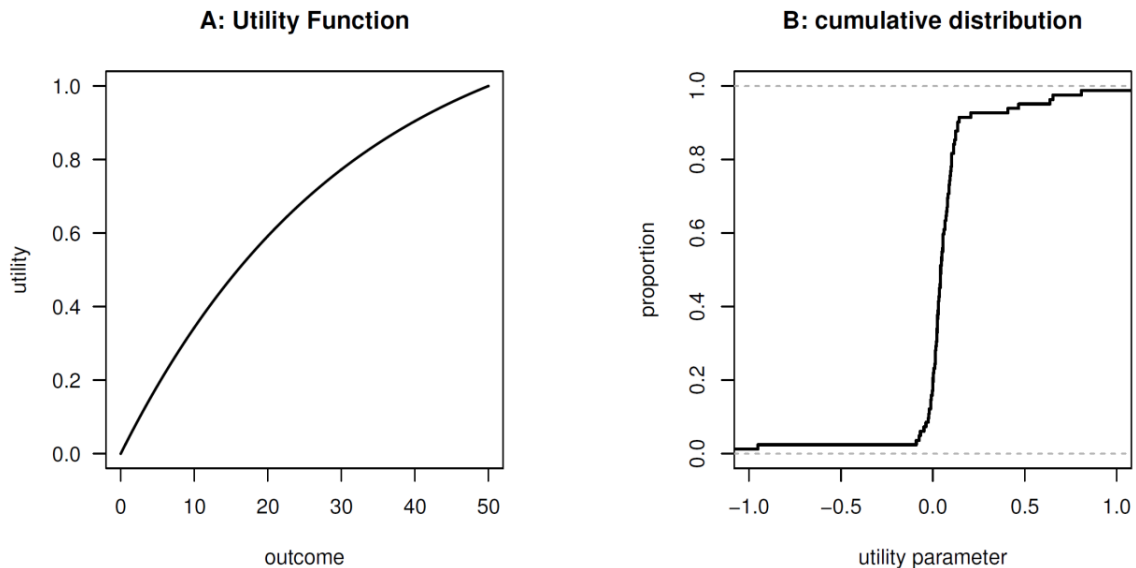 A: Utility Function
1.0
0.8
0.6
0.4
0.2
0.0
utility
0 10 20 30 40 50
outcome
B: cumulative distribution
1.0
0.8
0.6
0.4
0.2
0.0
proportion
−1.0 −0.5 0.0 0.5 1.0
utility parameter